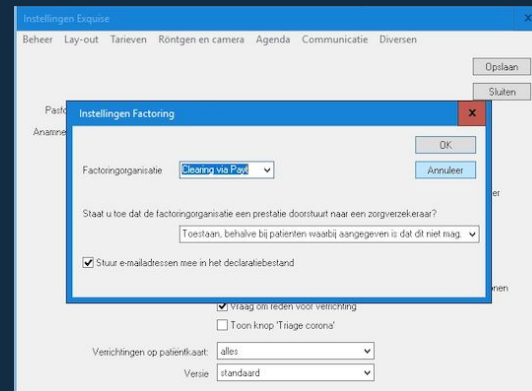 Instellingen Exquise
Beheer Lay-out Tarieven Röntgen en camera Agenda Communicatie Diversen
Opslaan
Sluiten
Instellingen Factoring
OK
Factoringorganisatie Clearing via Payt
Annuleer
Staat u toe dat de factoringorganisatie een prestatie doorstuurt naar een zorgverzekeraar?
Toestaan, behalve bij patienten waarbij aangegeven is dat dit niet mag.
Stuur e-mailadressen mee in het declaratiebestand
Vraag om reden voor verrichting
Toon knop 'Triage corona'
Verrichtingen op patiëntkaart: alles
Versie standaard